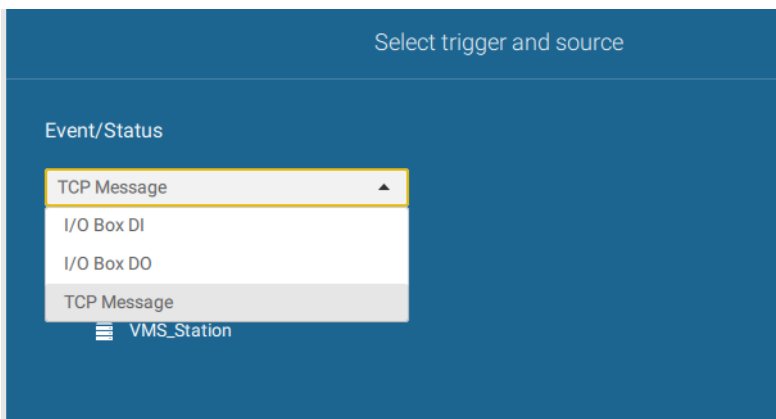 Select trigger and source
Event/Status
TCP Message
I/O Box DI
I/O Box DO
TCP Message
VMS_Station